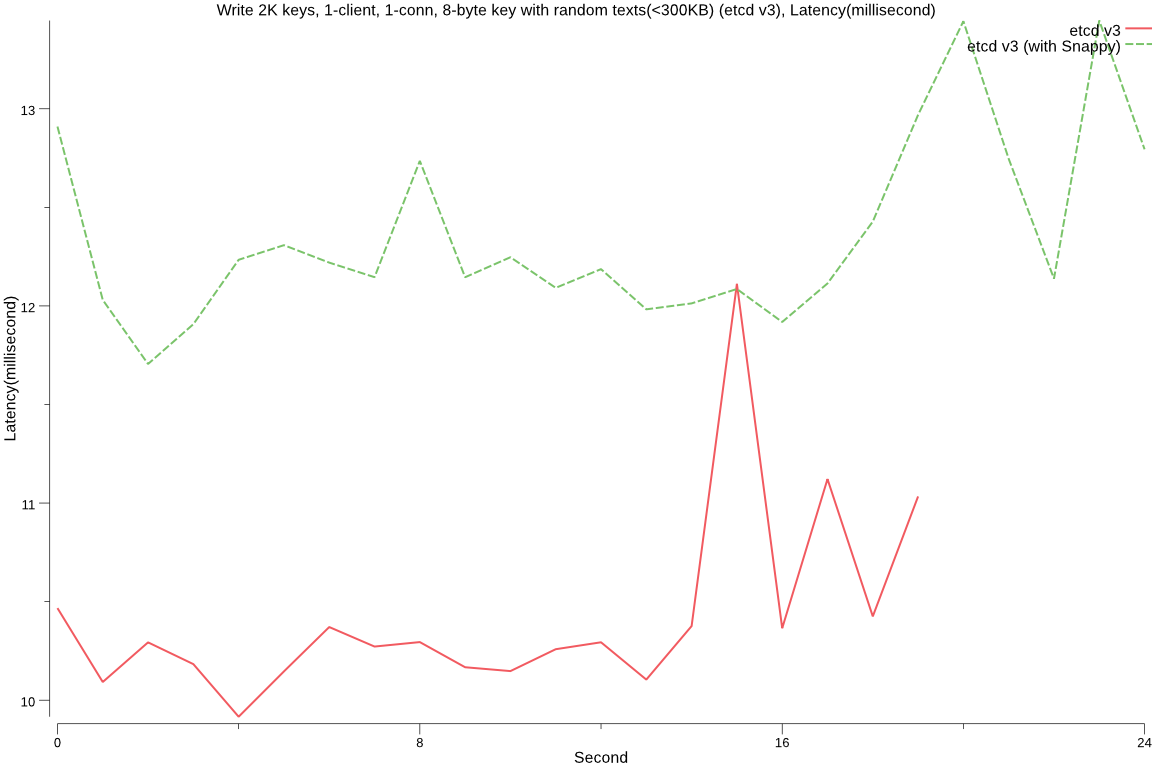 Write 2K keys, 1-client, 1-conn, 8-byte key with random texts(<300KB) (etcd v3), Latency(millisecond)
etcd v3
etcd v3 (with Snappy)
13
12
11
10
Latency(millisecond)
0
8
16
24
Second